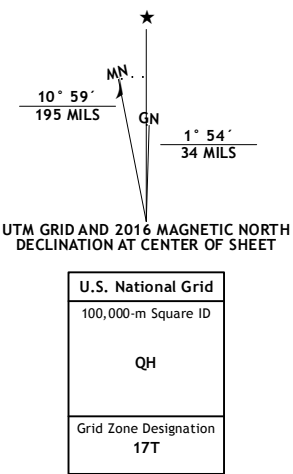 ★
MN
GN
10° 59´
195 MILS
1° 54´
34 MILS
UTM GRID AND 2016 MAGNETIC NORTH
DECLINATION AT CENTER OF SHEET
U.S. National Grid
100,000-m Square ID
QH
Grid Zone Designation
17T